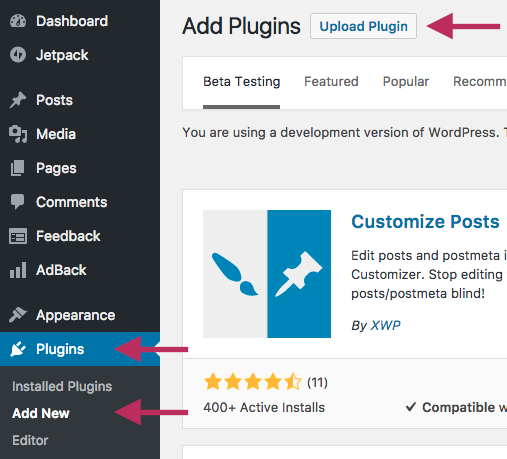 Dashboard
Jetpack
Posts
Media
Pages
Comments
Feedback
AdBack
Appearance
Plugins
Installed Plugins
Add New
Editor
Add Plugins
Upload Plugin
Beta Testing Featured Popular Recomm
You are using a development version of WordPress. T
Customize Posts
Edit posts and postmeta i
Customizer. Stop editing
posts/postmeta blind!
By XWP
(11)
400+ Active Installs
Compatible w